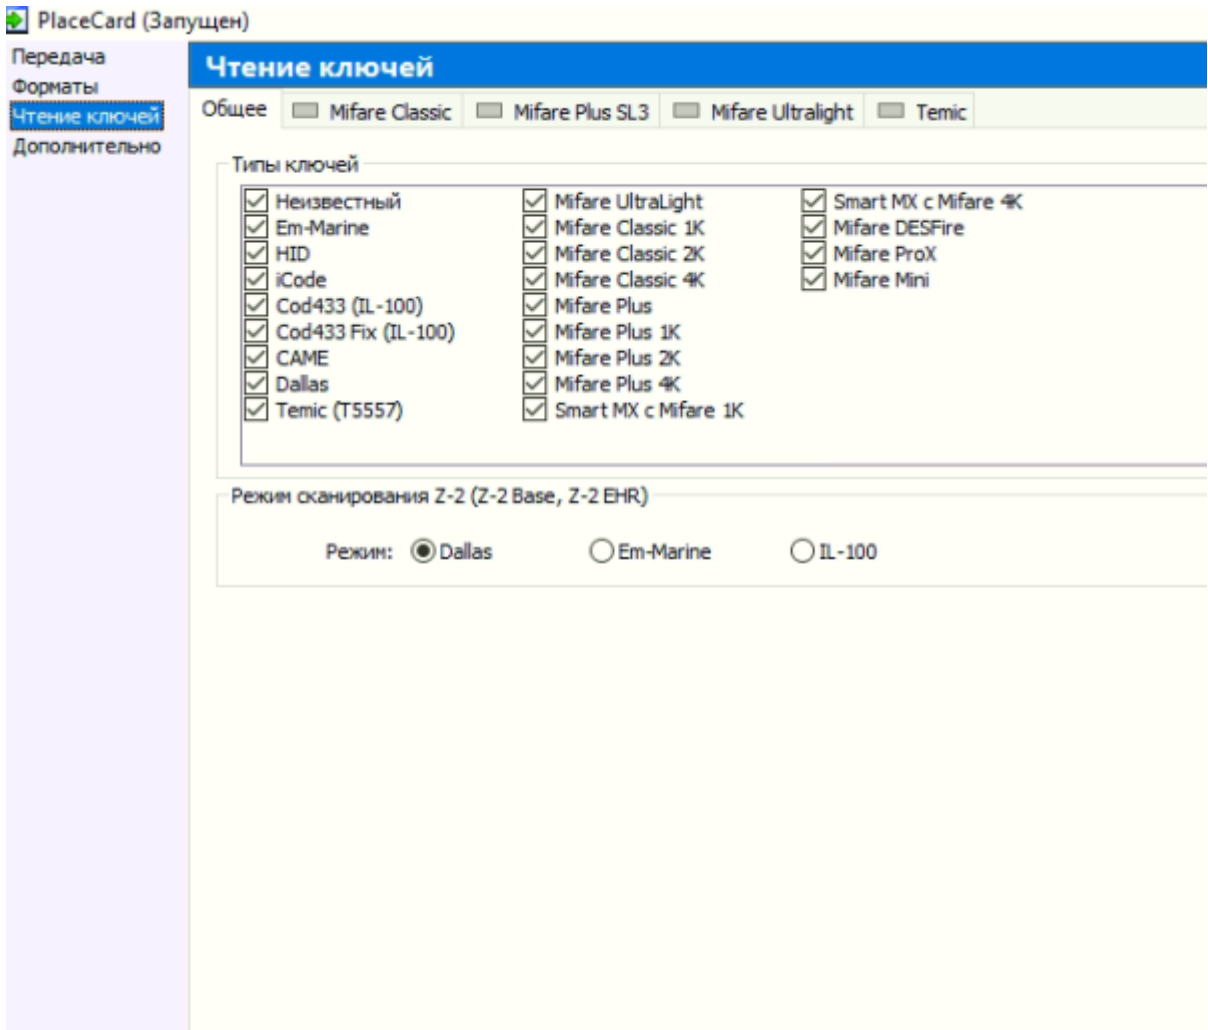 PlaceCard (Запущен)
Передача
Форматы
Чтение ключей
Дополнительно
Чтение ключей
Общее Mifare Classic Mifare Plus SL3 Mifare Ultralight Temic
Типы ключей
Неизвестный Mifare UltraLight Smart MX с Mifare 4K
Em-Marine Mifare Classic 1K Mifare DESFire
HID Mifare Classic 2K Mifare ProX
iCode Mifare Classic 4K Mifare Mini
Cod433 (IL-100) Mifare Plus
Cod433 Fix (IL-100) Mifare Plus 1K
CAME Mifare Plus 2K
Dallas Mifare Plus 4K
Temic (T5557) Smart MX с Mifare 1K
Режим сканирования Z-2 (Z-2 Base, Z-2 EHR)
Режим: Dallas Em-Marine IL-100